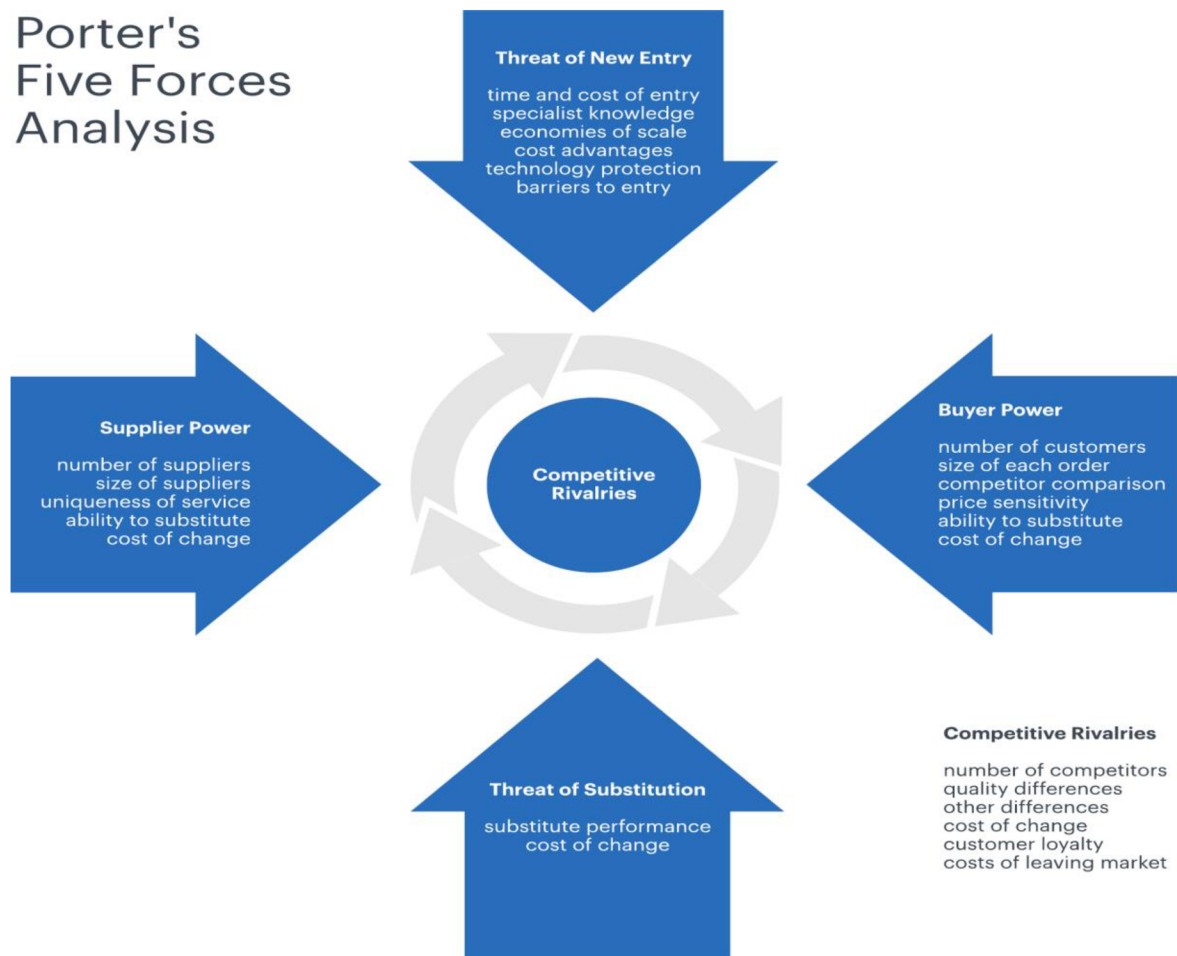 Porter's
Five Forces
Analysis
Threat of New Entry
time and cost of entry
specialist knowledge
economies of scale
cost advantages
technology protection
barriers to entry
Supplier Power
number of suppliers
size of suppliers
uniqueness of service
ability to substitute
cost of change
Competitive
Rivalries
Buyer Power
number of customers
size of each order
competitor comparison
price sensitivity
ability to substitute
cost of change
Threat of Substitution
substitute performance
cost of change
Competitive Rivalries
number of competitors
quality differences
other differences
cost of change
customer loyalty
costs of leaving market